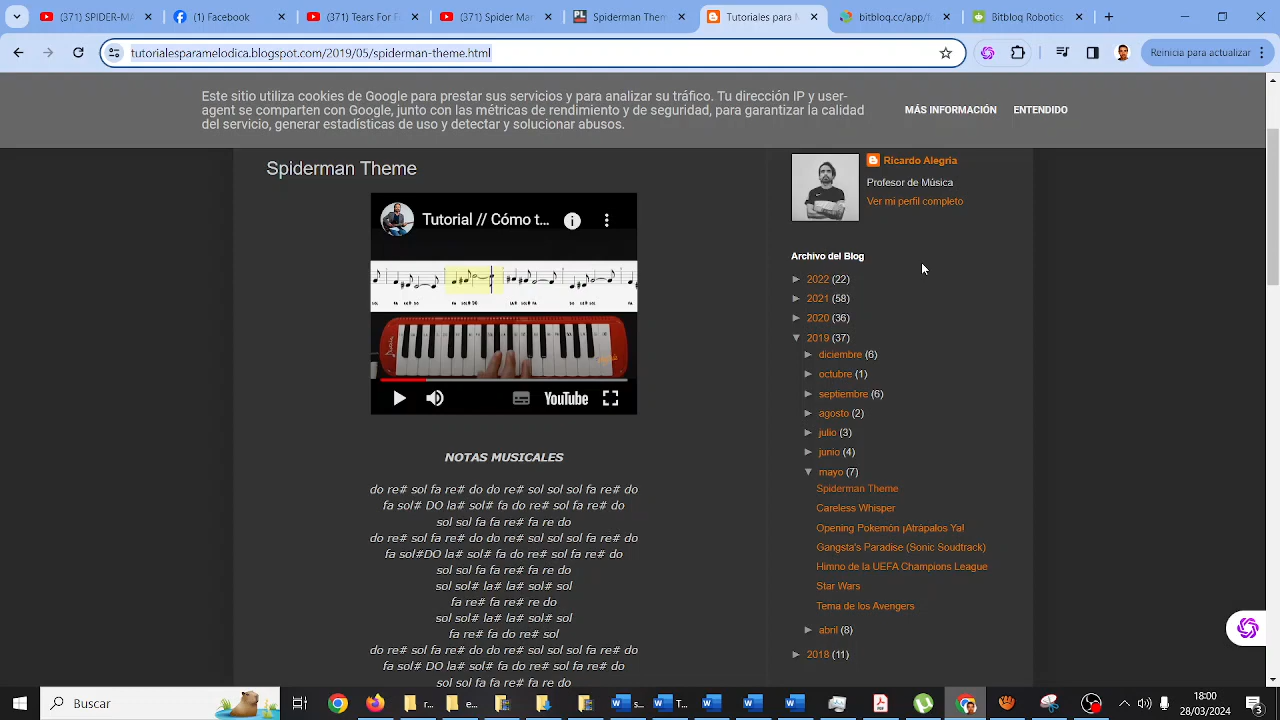 (1) Facebook
(371) Tears For F
(371) Spider Ma
Spiderman Them
Tutoriales para M
bitbloq.cc/app/f
Bitbloq Robotics
tutorialesparamelodica.blogspot.com/2019/05/spiderman-theme.html
Reinicia para actualizar
Este sitio utiliza cookies de Google para prestar sus servicios y para analizar su tráfico. Tu dirección IP y user-
agent se comparten con Google, junto con las métricas de rendimiento y de seguridad, para garantizar la calidad
del servicio, generar estadísticas de uso y detectar y solucionar abusos.
MÁS INFORMACIÓN
ENTENDIDO
Spiderman Theme
Tutorial // Cómo t...
YouTube
NOTAS MUSICALES
do re# sol fa re# do do re# sol sol sol fa re# do
fa sol# DO la# sol# fa do fa sol# fa re# do
sol sol fa re# fa re do
do re# sol fa re# do do re# sol sol sol fa re# do
fa sol#DO la# sol# fa do fa sol# fa re# do
sol sol fa re# fa re do
sol sol# la# la# sol# sol
fa re# fa re# re do
sol sol# la# la# sol# sol
fa re# fa do re# sol
do re# sol fa re# do do re# sol sol sol fa re# do
fa sol# DO la# sol# fa do fa sol# fa re# do
sol sol fa re# fa re do
Ricardo Alegria
Profesor de Música
Ver mi perfil completo
Archivo del Blog
► 2022 (22)
► 2021 (58)
► 2020 (36)
▼ 2019 (37)
► diciembre (6)
► octubre (1)
► septiembre (6)
► agosto (2)
► julio (3)
► junio (4)
▼ mayo (7)
Spiderman Theme
Careless Whisper
Opening Pokemón ¡Atrápalos Ya!
Gangsta's Paradise (Sonic Soudtrack)
Himno de la UEFA Champions League
Star Wars
Tema de los Avengers
► abril (8)
► 2018 (11)
Buscar
18:00
28/03/2024